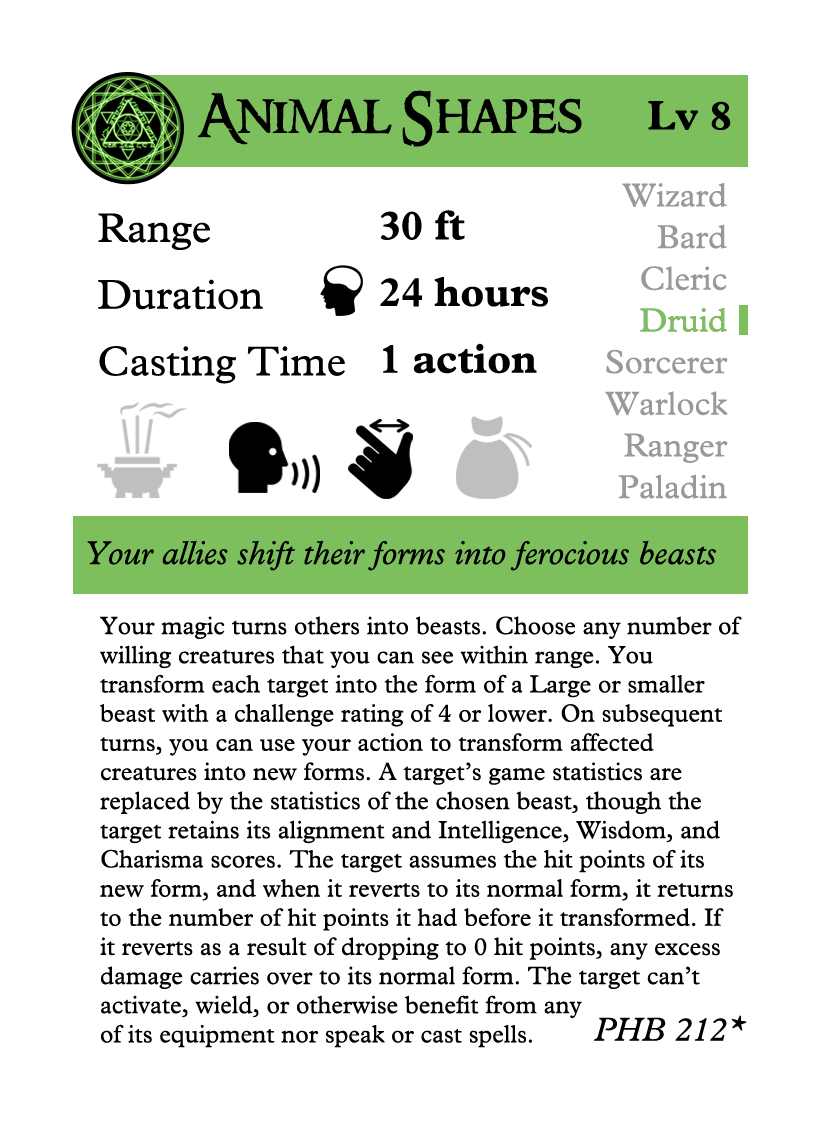 ANIMAL SHAPES Lv 8
Range 30 ft
Duration 24 hours
Casting Time 1 action
Wizard
Bard
Cleric
Druid
Sorcerer
Warlock
Ranger
Paladin
Your allies shift their forms into ferocious beasts
Your magic turns others into beasts. Choose any number of
willing creatures that you can see within range. You
transform each target into the form of a Large or smaller
beast with a challenge rating of 4 or lower. On subsequent
turns, you can use your action to transform affected
creatures into new forms. A target’s game statistics are
replaced by the statistics of the chosen beast, though the
target retains its alignment and Intelligence, Wisdom, and
Charisma scores. The target assumes the hit points of its
new form, and when it reverts to its normal form, it returns
to the number of hit points it had before it transformed. If
it reverts as a result of dropping to 0 hit points, any excess
damage carries over to its normal form. The target can’t
activate, wield, or otherwise benefit from any
of its equipment nor speak or cast spells.
PHB 212*